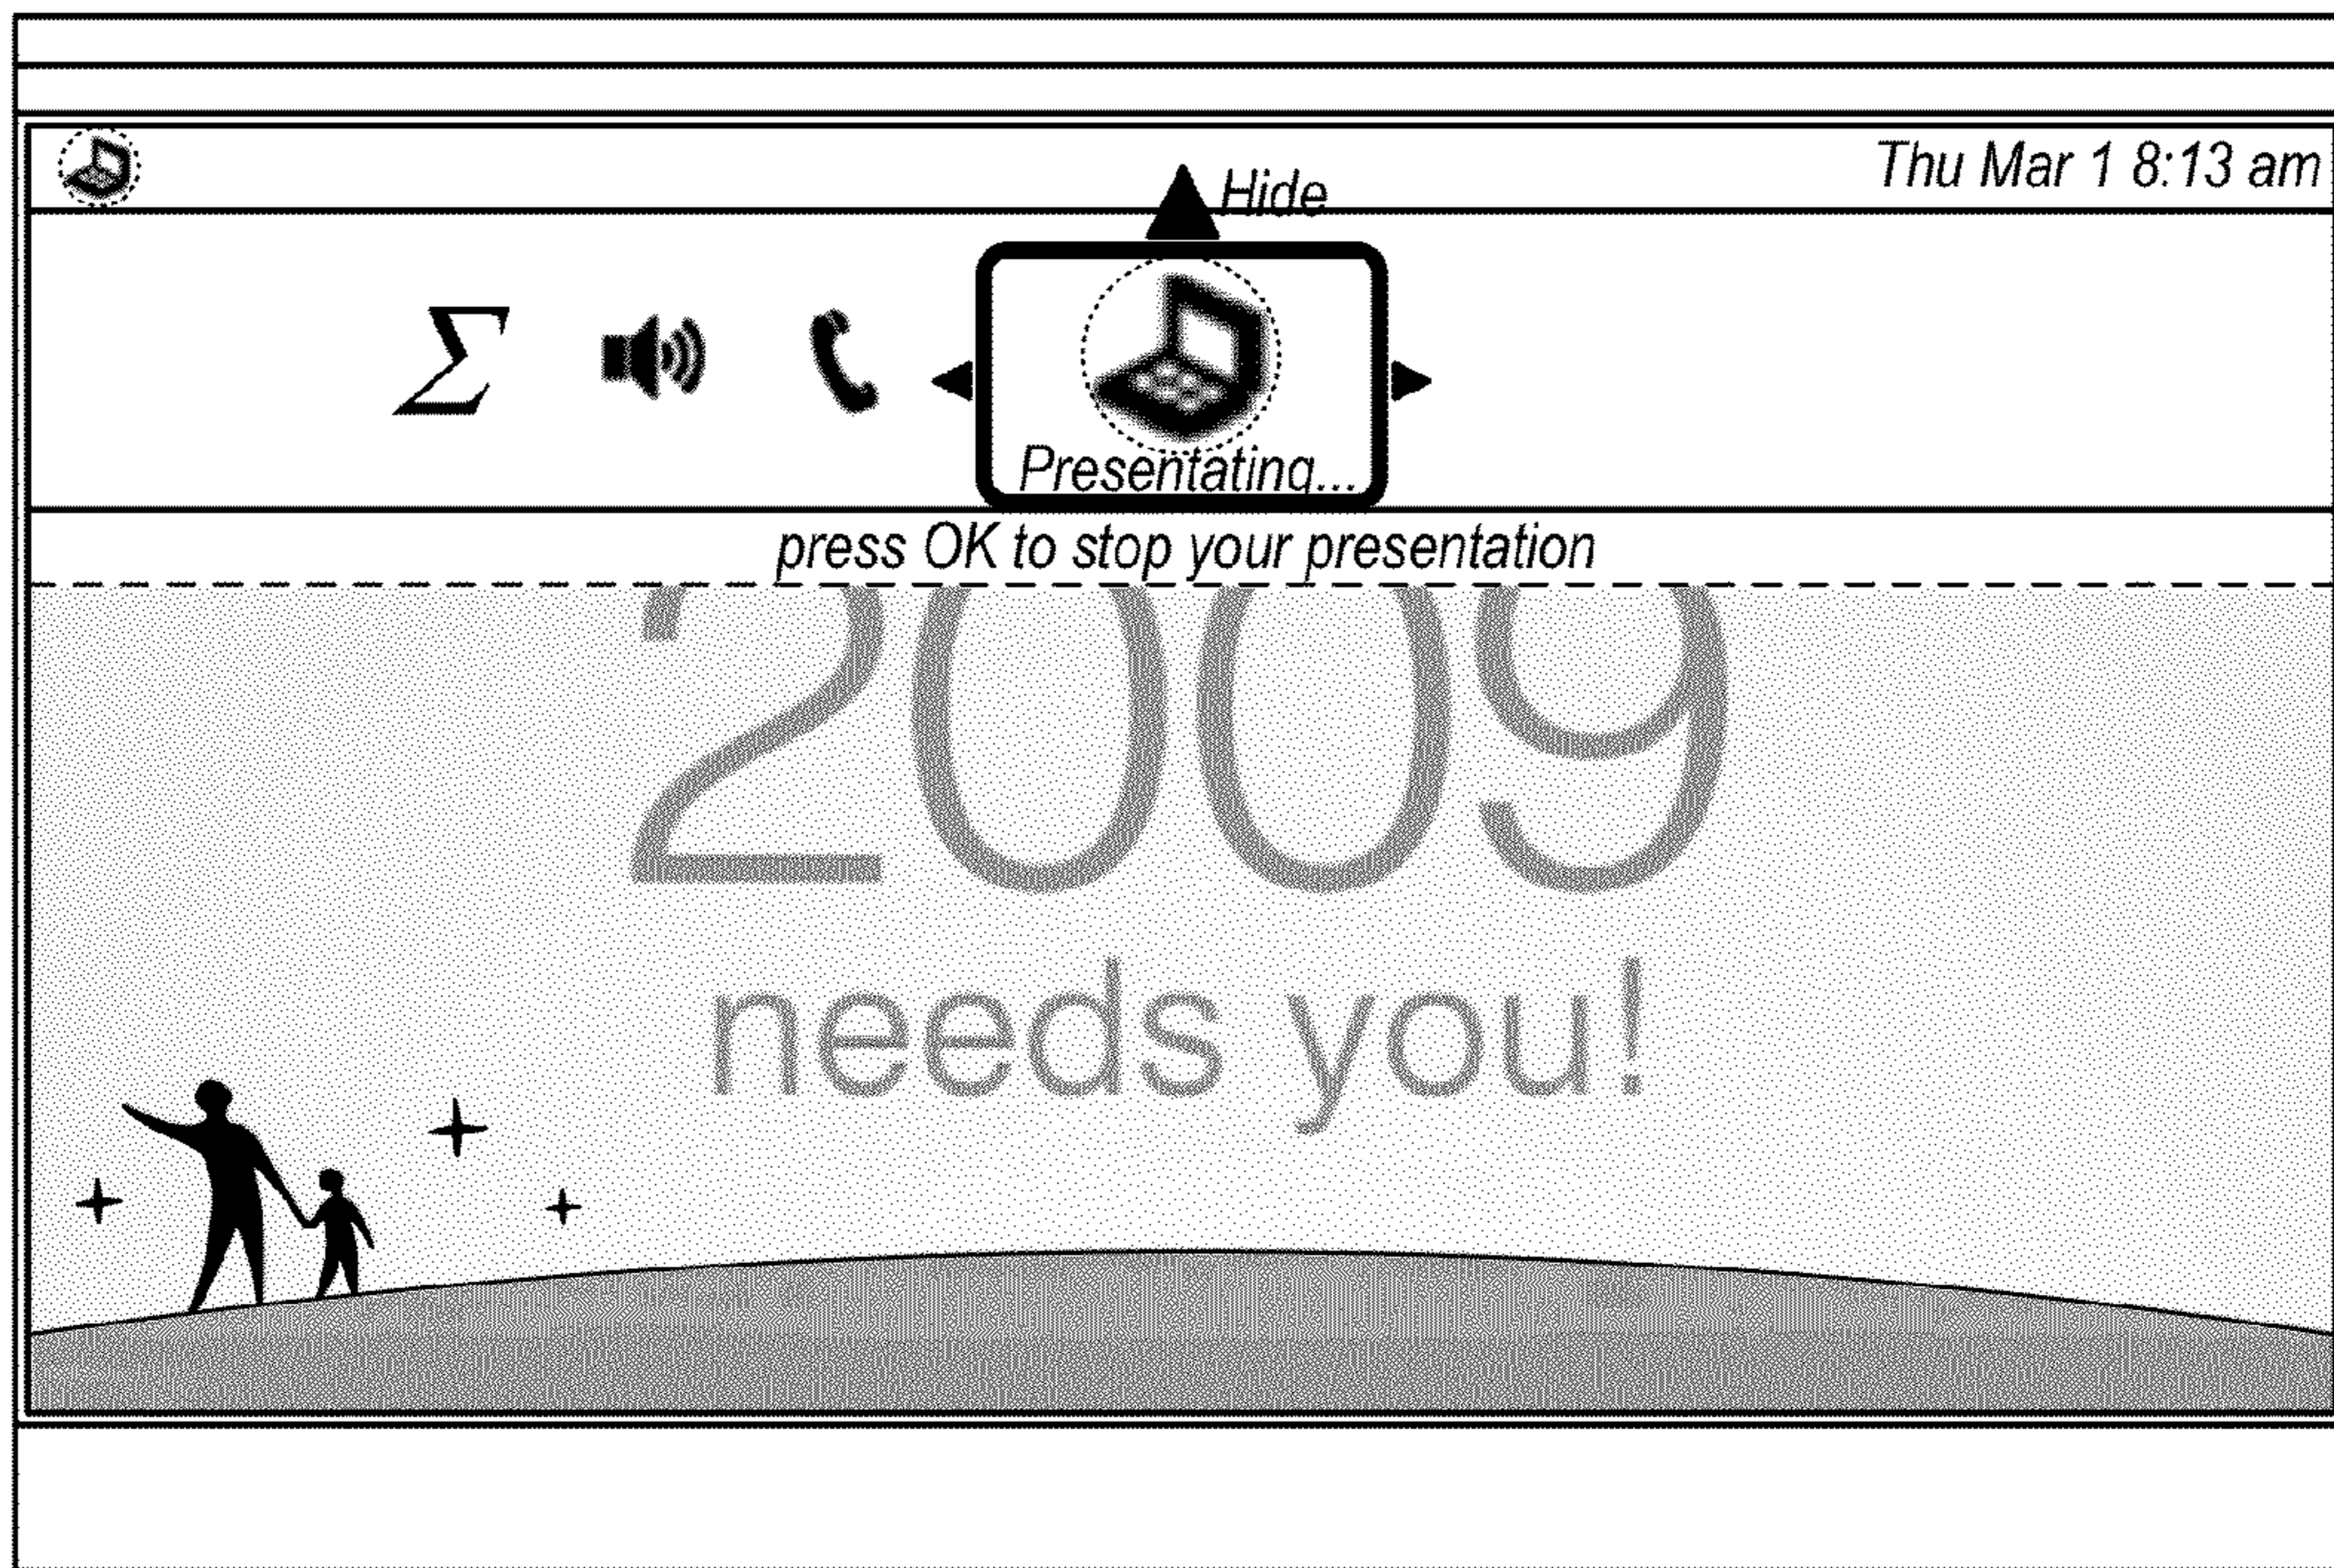 Thu Mar 1 8:13 am
Hide
Σ
Presentating...
press OK to stop your presentation
2009
needs you!